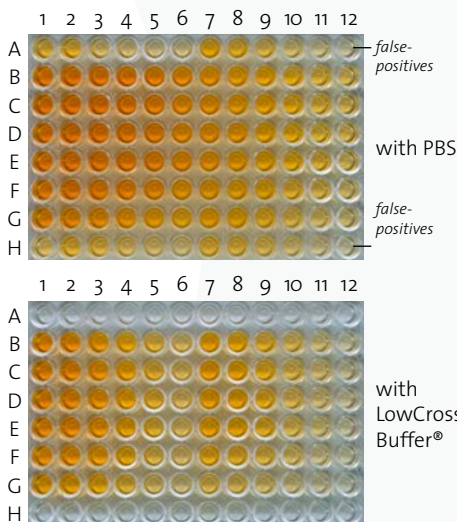 1 2 3 4 5 6 7 8 9 10 11 12
A
B
C
D
E
F
G
H
false-
positives
with PBS
false-
positives
1 2 3 4 5 6 7 8 9 10 11 12
A
B
C
D
E
F
G
H
with
LowCross
Buffer®